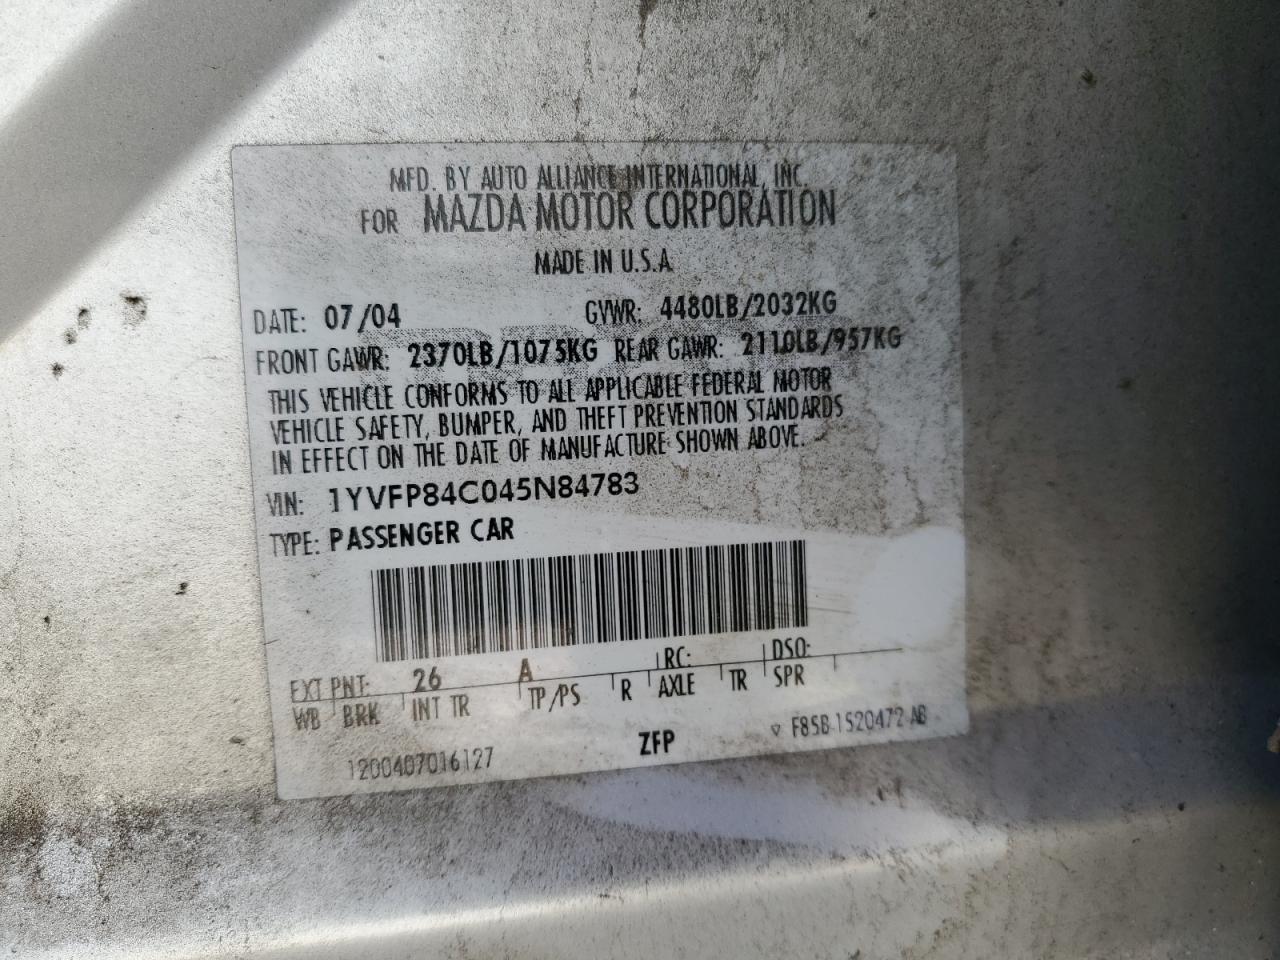 MFD. BY AUTO ALLIANCE INTERNATIONAL, INC.
FOR MAZDA MOTOR CORPORATION
MADE IN U.S.A.
DATE: 07/04 GVWR: 4480LB/2032KG
FRONT GAWR: 2370LB/1075KG REAR GAWR: 2110LB/957KG
THIS VEHICLE CONFORMS TO ALL APPLICABLE FEDERAL MOTOR
VEHICLE SAFETY, BUMPER, AND THEFT PREVENTION STANDARDS
IN EFFECT ON THE DATE OF MANUFACTURE SHOWN ABOVE.
VIN: 1YVFP84C045N84783
TYPE: PASSENGER CAR
EXT PNT: 26 A RC: DSO:
WB BRK INT TR TP/PS R AXLE TR SPR
1200407016127 ZFP F85B 1520472 AB